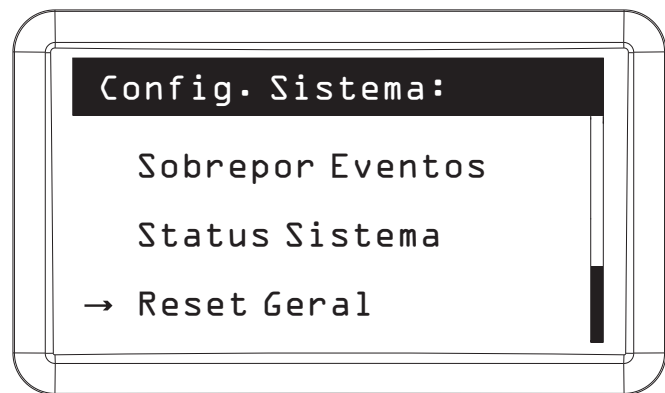 Config. Sistema:
Sobrepor Eventos
Status Sistema
→ Reset Geral